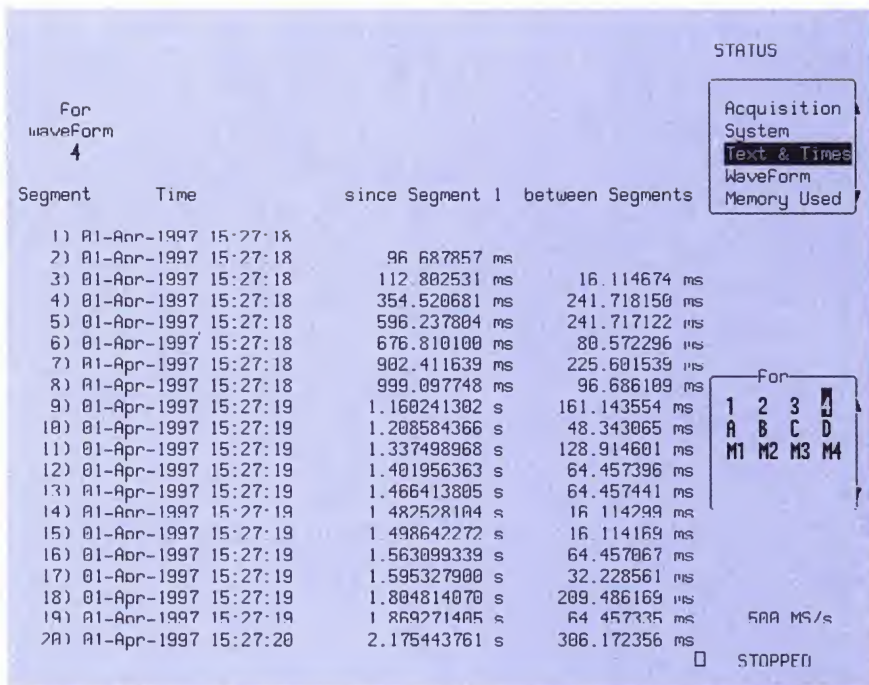 STATUS
For
waveform
4
Acquisition
System
Text & Times
Waveform
Memory Used
Segment Time since Segment 1 between Segments
1) 01-Apr-1997 15:27:18
2) 01-Apr-1997 15:27:18 96.687857 ms
3) 01-Apr-1997 15:27:18 112.802531 ms 16.114674 ms
4) 01-Apr-1997 15:27:18 354.520681 ms 241.718150 ms
5) 01-Apr-1997 15:27:18 596.237804 ms 241.717122 ms
6) 01-Apr-1997 15:27:18 676.810100 ms 80.572296 ms
7) 01-Apr-1997 15:27:18 902.411639 ms 225.601539 ms
8) 01-Apr-1997 15:27:18 999.097748 ms 96.686109 ms
9) 01-Apr-1997 15:27:19 1.160241302 s 161.143554 ms
10) 01-Apr-1997 15:27:19 1.208584366 s 48.343065 ms
11) 01-Apr-1997 15:27:19 1.337498968 s 128.914601 ms
12) 01-Apr-1997 15:27:19 1.401956363 s 64.457396 ms
13) 01-Apr-1997 15:27:19 1.466413805 s 64.457441 ms
14) 01-Apr-1997 15:27:19 1.482528104 s 16.114299 ms
15) 01-Apr-1997 15:27:19 1.498642272 s 16.114169 ms
16) 01-Apr-1997 15:27:19 1.563099339 s 64.457067 ms
17) 01-Apr-1997 15:27:19 1.595327900 s 32.228561 ms
18) 01-Apr-1997 15:27:19 1.804814070 s 209.486169 ms
19) 01-Apr-1997 15:27:19 1.869271405 s 64.457335 ms
20) 01-Apr-1997 15:27:20 2.175443761 s 306.172356 ms
For
1 2 3 4
A B C D
M1 M2 M3 M4
500 MS/s
STOPPED